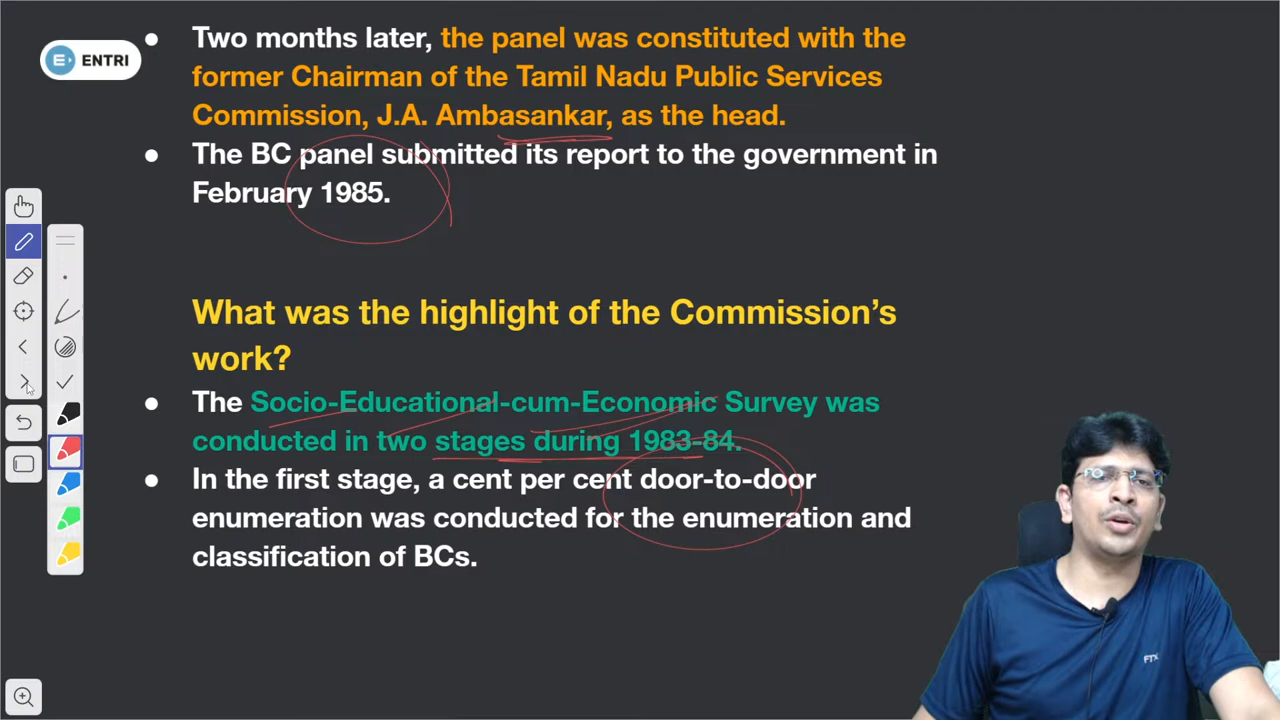 Two months later, the panel was constituted with the
ENTRI
former Chairman of the Tamil Nadu Public Services
Commission, J.A. Ambasankar, as the head.
The BC panel submitted its report to the government in
February 1985.
What was the highlight of the Commission’s
work?
The Socio-Educational-cum-Economic Survey was
conducted in two stages during 1983-84.
In the first stage, a cent per cent door-to-door
enumeration was conducted for the enumeration and
classification of BCs.
FTX